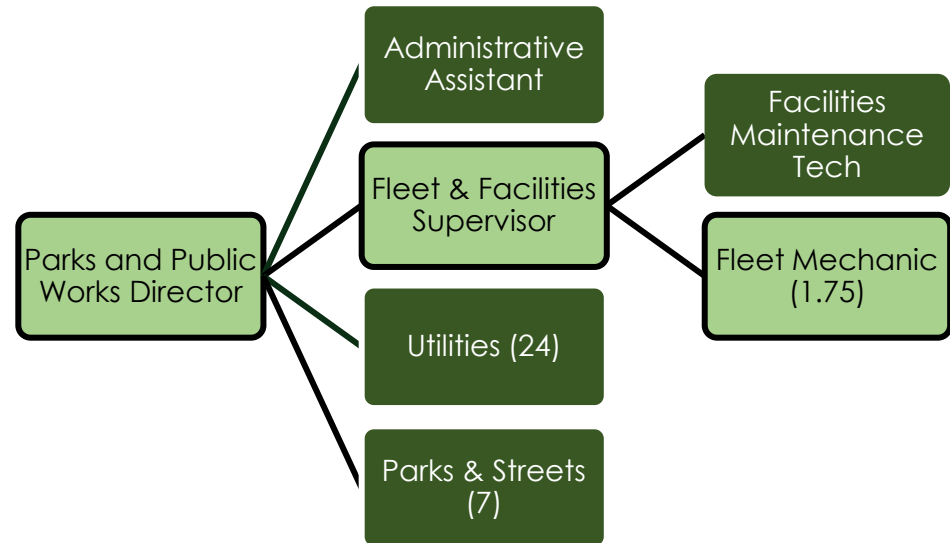 Parks and Public
Works Director
Administrative
Assistant
Fleet & Facilities
Supervisor
Utilities (24)
Parks & Streets
(7)
Facilities
Maintenance
Tech
Fleet Mechanic
(1.75)